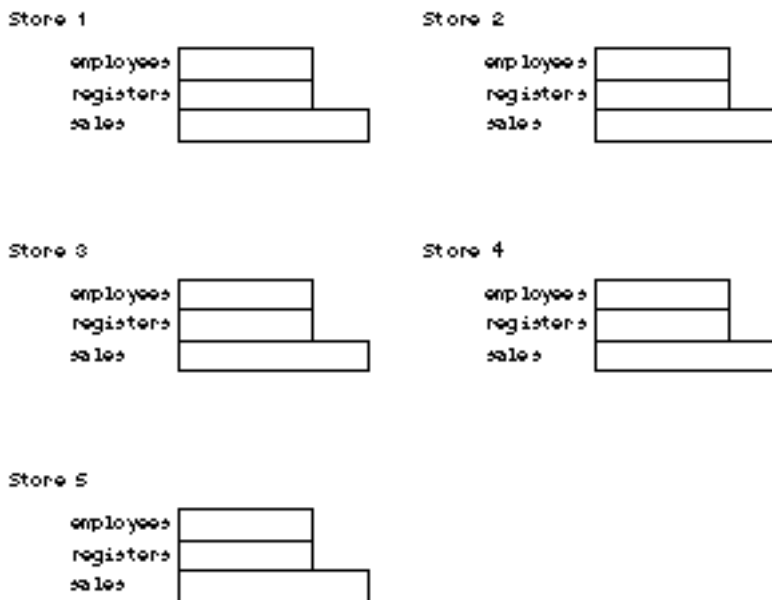 Store 1
employees
registers
sales
Store 2
employees
registers
sales
Store 3
employees
registers
sales
Store 4
employees
registers
sales
Store 5
employees
registers
sales